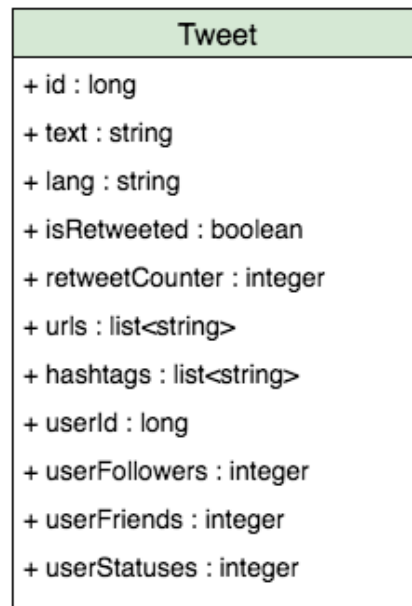 Tweet
+ id : long
+ text : string
+ lang : string
+ isRetweeted : boolean
+ retweetCounter : integer
+ urls : list<string>
+ hashtags : list<string>
+ userId : long
+ userFollowers : integer
+ userFriends : integer
+ userStatuses : integer